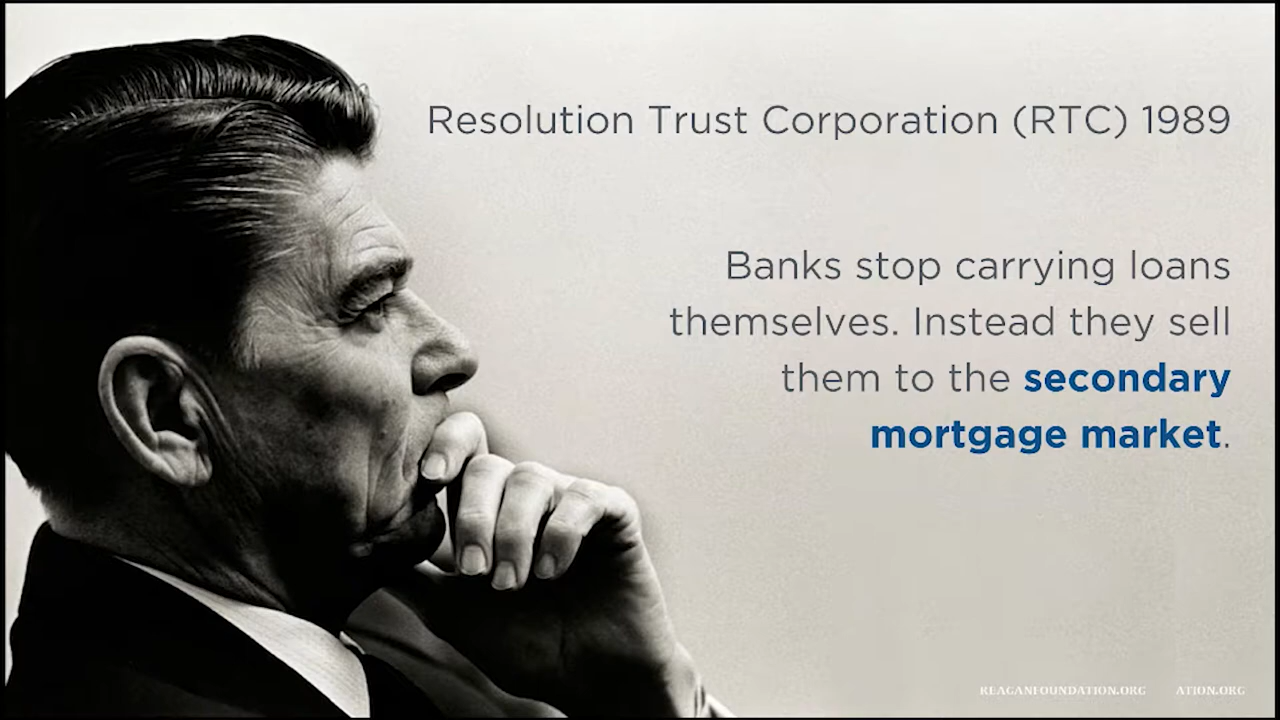 Resolution Trust Corporation (RTC) 1989
Banks stop carrying loans
themselves. Instead they sell
them to the secondary
mortgage market.
REAGANFOUNDATION.ORG ATION.ORG